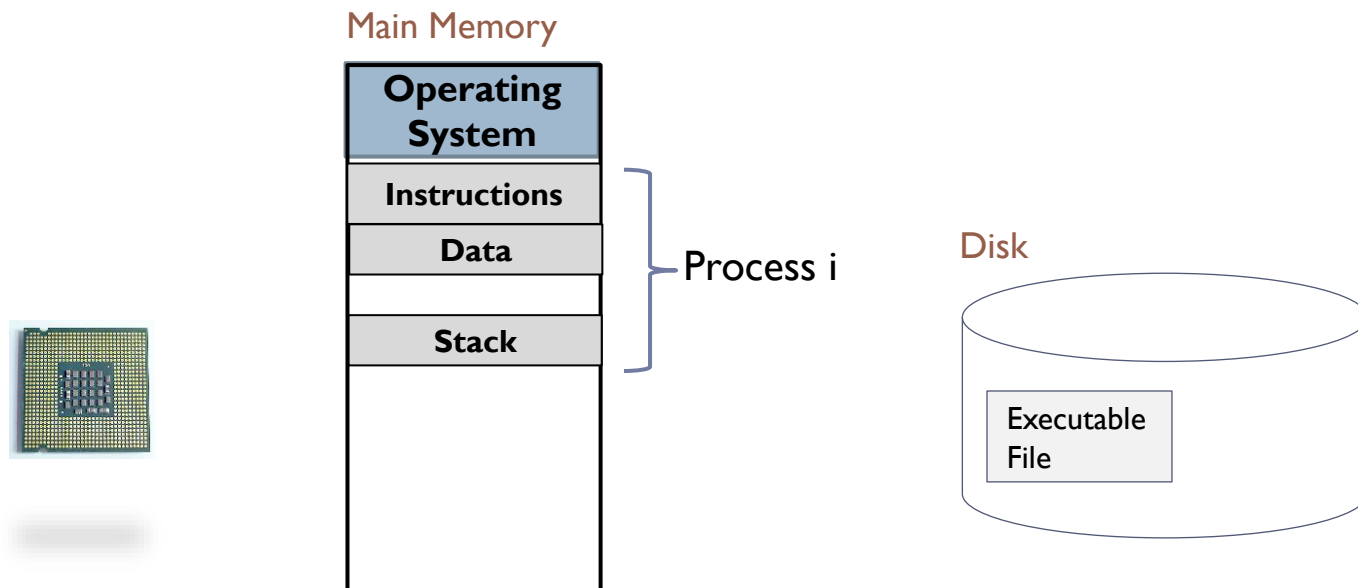 Main Memory
Operating
System
Instructions
Data
Process i
Stack
Disk
Executable
File